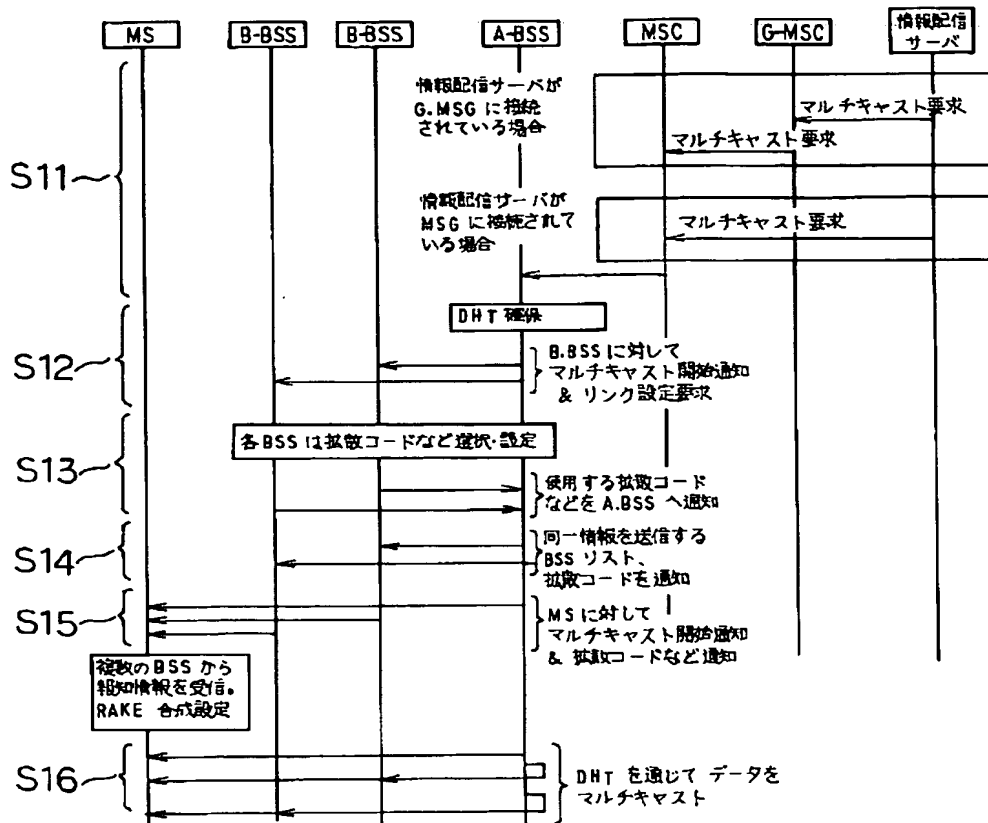 MS
B-BSS
B-BSS
A-BSS
MSC
G-MSC
情報配信
サーバ
S11
情報配信サーバが
G.MSG に接続
されている場合
マルチキャスト要求
マルチキャスト要求
情報配信サーバが
MSG に接続されて
いる場合
マルチキャスト要求
DHT 確保
S12
B.BSS に対して
マルチキャスト開始通知
& リンク設定要求
各BSS は拡散コードなど選択・設定
S13
使用する拡散コード
などを A.BSS へ通知
S14
同一情報を送信する
BSS リスト、
拡散コードを通知
S15
MS に対して
マルチキャスト開始通知
& 拡散コードなど通知
複数の BSS から
報知情報を受信。
RAKE 合成設定
S16
DHT を通じて データを
マルチキャスト